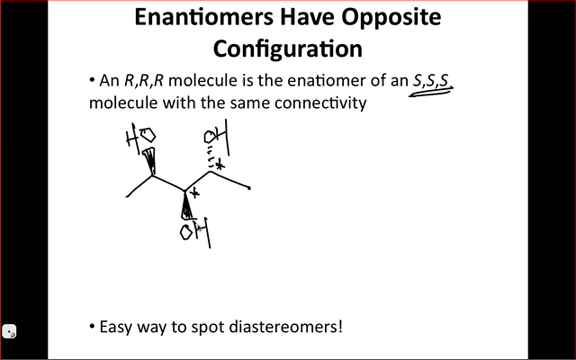 Enantiomers Have Opposite
Configuration
• An R,R,R molecule is the enatiomer of an S,S,S
molecule with the same connectivity
HO OH
*
*
OH
• Easy way to spot diastereomers!